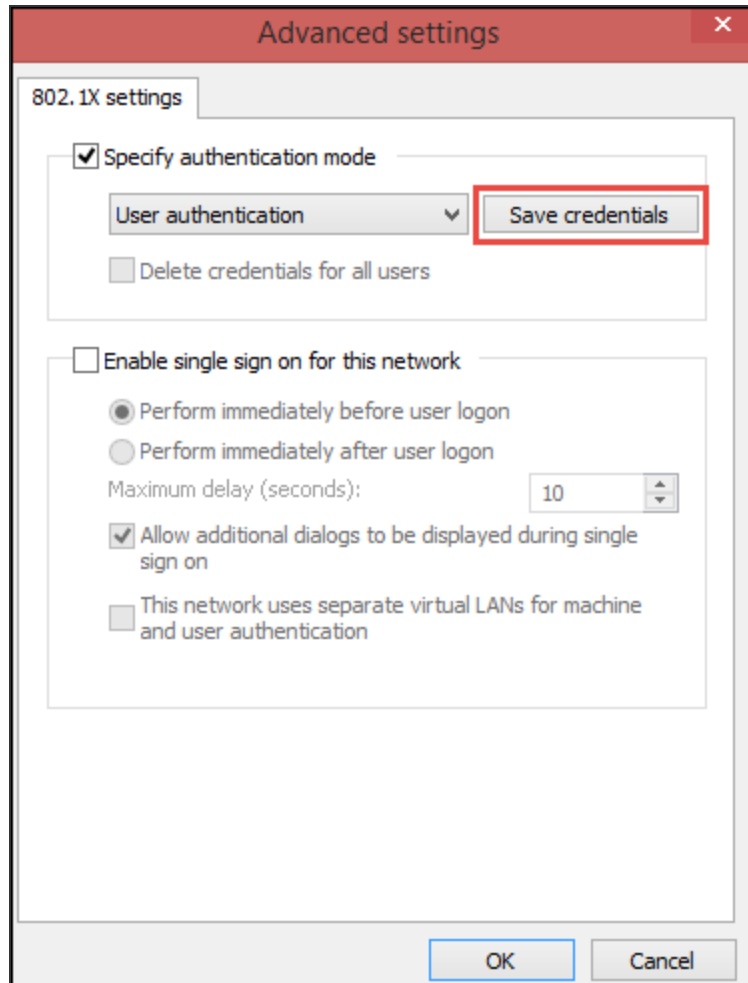 Advanced settings
802.1X settings
Specify authentication mode
User authentication
Save credentials
Delete credentials for all users
Enable single sign on for this network
Perform immediately before user logon
Perform immediately after user logon
Maximum delay (seconds):
10
Allow additional dialogs to be displayed during single
sign on
This network uses separate virtual LANs for machine
and user authentication
OK
Cancel